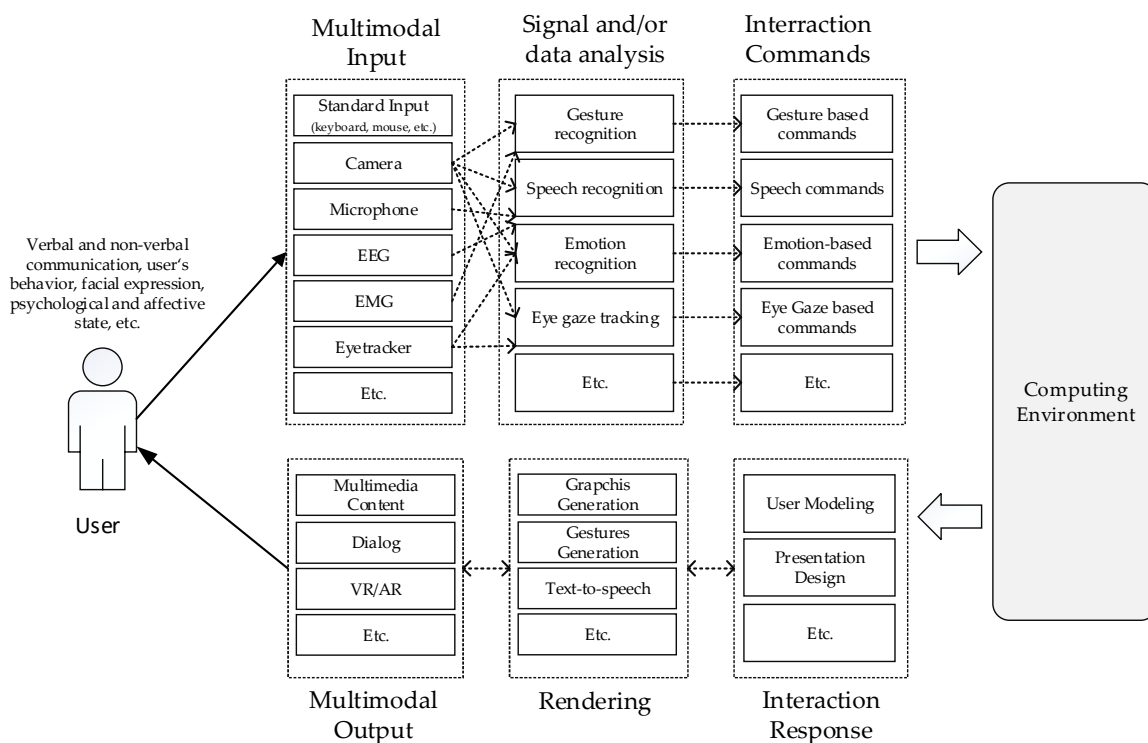 Multimodal
Input
Signal and/or
data analysis
Interraction
Commands
Standard Input
(keyboard, mouse, etc.)
Camera
Microphone
EEG
EMG
Eyetracker
Etc.
Gesture
recognition
Speech recognition
Emotion
recognition
Eye gaze tracking
Etc.
Gesture based
commands
Speech commands
Emotion-based
commands
Eye Gaze based
commands
Etc.
Verbal and non-verbal
communication, user‘s
behavior, facial expression,
psychological and affective
state, etc.
User
Computing
Environment
Multimedia
Content
Dialog
VR/AR
Etc.
Grapchis
Generation
Gestures
Generation
Text-to-speech
Etc.
User Modeling
Presentation
Design
Etc.
Multimodal
Output
Rendering
Interaction
Response